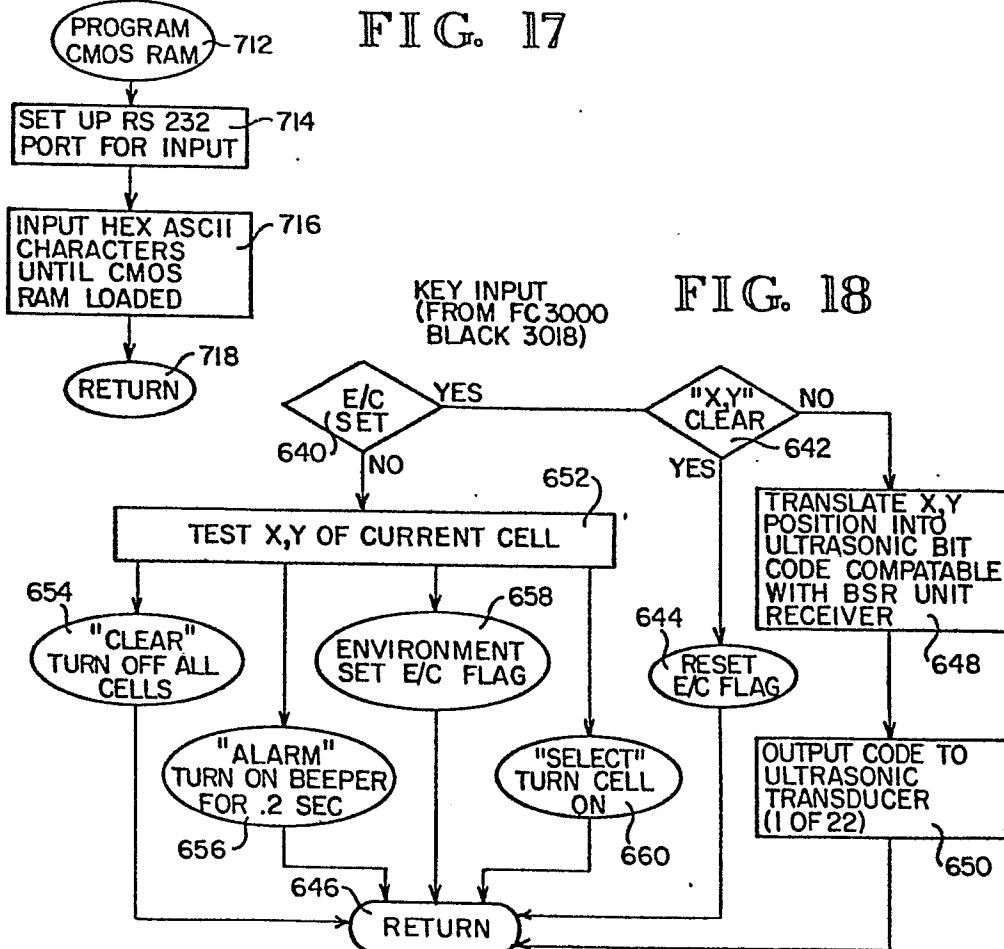 FIG. 17
PROGRAM
CMOS RAM
712
SET UP RS 232
PORT FOR INPUT
714
INPUT HEX ASCII
CHARACTERS
UNTIL CMOS
RAM LOADED
716
718
RETURN
FIG. 18
KEY INPUT
(FROM FC3000
BLACK 3018)
E/C
SET
640
YES
NO
"X,Y"
CLEAR
642
NO
YES
652
TEST X,Y OF CURRENT CELL
TRANSLATE X,Y
POSITION INTO
ULTRASONIC BIT
CODE COMPATABLE
WITH BSR UNIT
RECEIVER
648
654
"CLEAR"
TURN OFF ALL
CELLS
658
ENVIRONMENT
SET E/C FLAG
644
RESET
E/C FLAG
"ALARM"
TURN ON BEEPER
FOR .2 SEC
656
"SELECT"
TURN CELL
ON
660
OUTPUT CODE TO
ULTRASONIC
TRANSDUCER
(1 OF 22)
650
646
RETURN